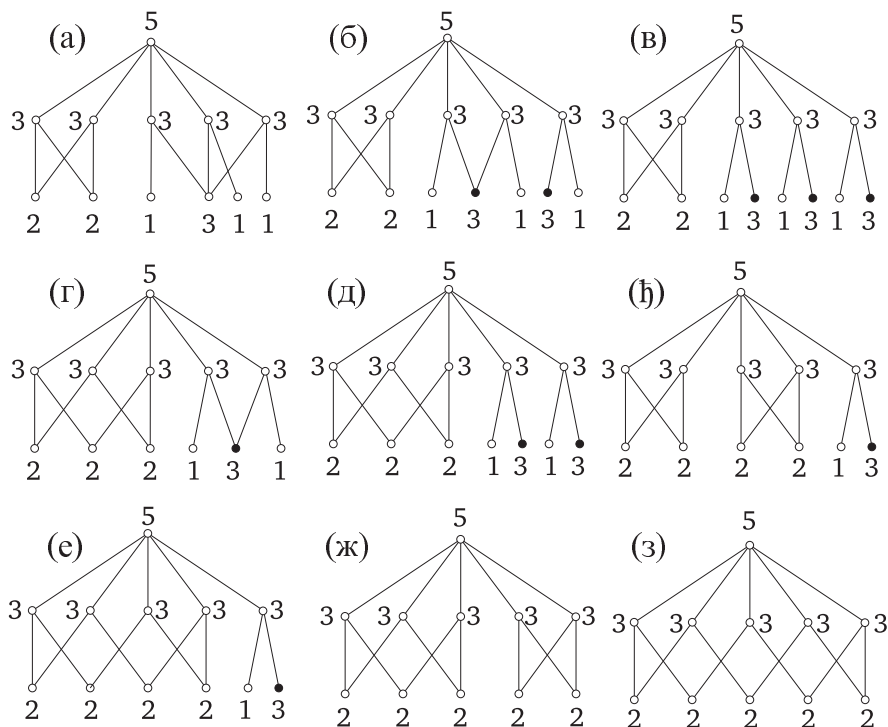 (а) 5 (б) 5 (в) 5
3 3 3 3 3 3 3 3 3 3 3 3 3 3 3
2 2 1 3 1 1 2 2 1 3 1 3 1 2 2 1 3 1 3 1 3
(г) 5 (д) 5 (ђ) 5
3 3 3 3 3 3 3 3 3 3 3 3 3 3 3
2 2 2 1 3 1 2 2 2 1 3 1 3 2 2 2 2 1 3
(е) 5 (ж) 5 (з) 5
3 3 3 3 3 3 3 3 3 3 3 3 3 3 3
2 2 2 2 1 3 2 2 2 2 2 2 2 2 2 2